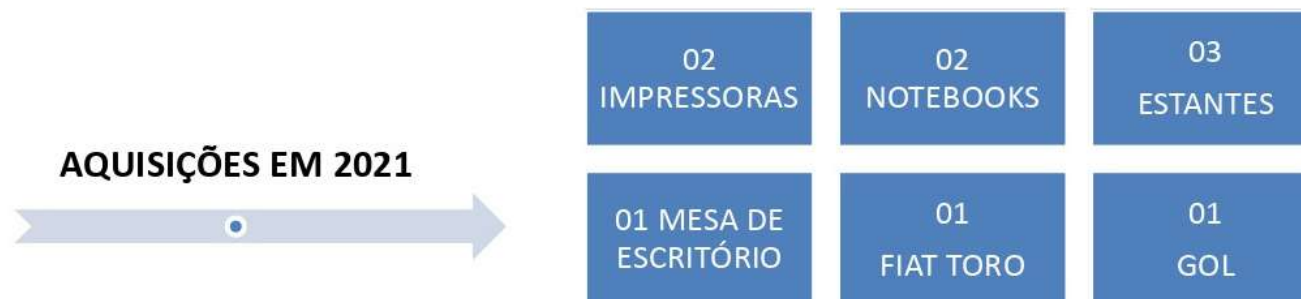 AQUISIÇÕES EM 2021
02
IMPRESSORAS
02
NOTEBOOKS
03
ESTANTES
01 MESA DE
ESCRITÓRIO
01
FIAT TORO
01
GOL